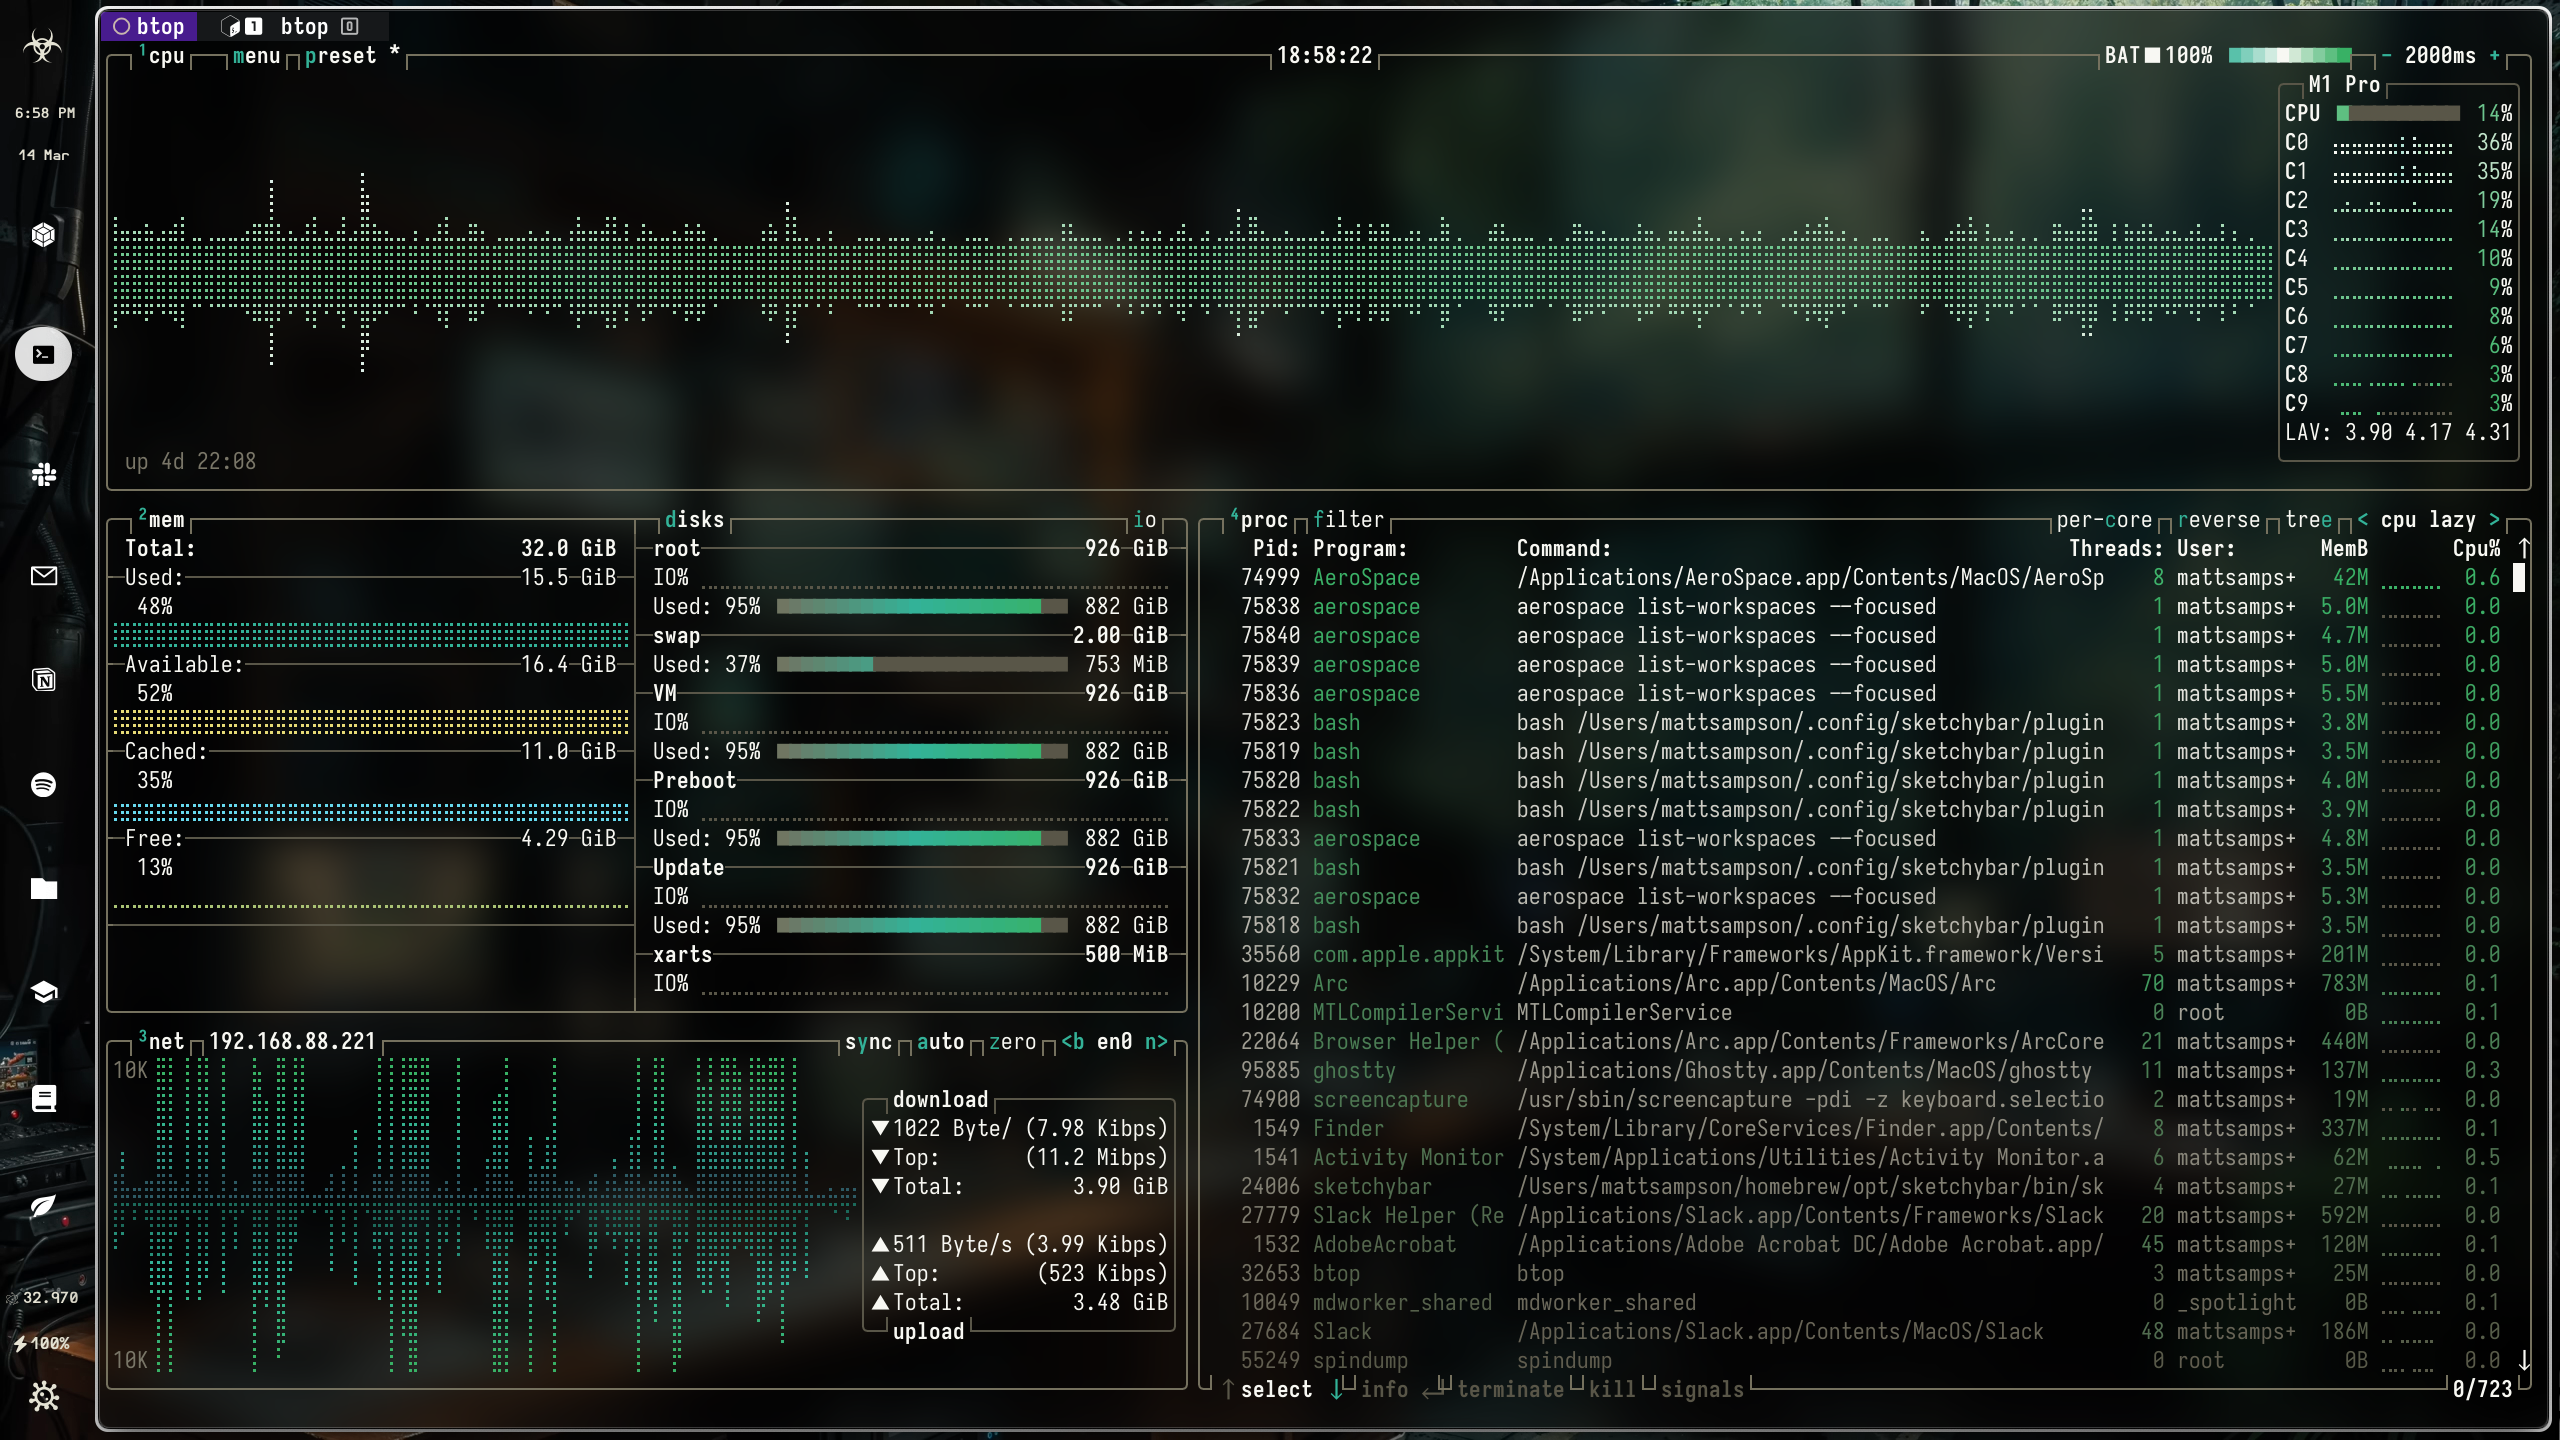 btop 1 btop 0
1cpu menu preset * 18:58:22 BAT 100% - 2000ms +
6:58 PM
14 Mar
M1 Pro
CPU 14%
C0 36%
C1 35%
C2 19%
C3 14%
C4 10%
C5 9%
C6 8%
C7 6%
C8 3%
C9 3%
LAV: 3.90 4.17 4.31
up 4d 22:08
2mem
Total: 32.0 GiB
Used: 15.5 GiB
48%
Available: 16.4 GiB
52%
Cached: 11.0 GiB
35%
Free: 4.29 GiB
13%
disks io
root 926 GiB
IO%
Used: 95% 882 GiB
swap 2.00 GiB
Used: 37% 753 MiB
VM 926 GiB
IO%
Used: 95% 882 GiB
Preboot 926 GiB
IO%
Used: 95% 882 GiB
Update 926 GiB
IO%
Used: 95% 882 GiB
xarts 500 MiB
IO%
3net 192.168.88.221 sync auto zero <b en0 n>
10K
10K
download
▼1022 Byte/ (7.98 Kibps)
▼Top: (11.2 Mibps)
▼Total: 3.90 GiB
▲511 Byte/s (3.99 Kibps)
▲Top: (523 Kibps)
▲Total: 3.48 GiB
upload
4proc filter per-core reverse tree < cpu lazy >
Pid: Program: Command: Threads: User: MemB Cpu% ↑
74999 AeroSpace /Applications/AeroSpace.app/Contents/MacOS/AeroSp 8 mattsamps+ 42M 0.6
75838 aerospace aerospace list-workspaces --focused 1 mattsamps+ 5.0M 0.0
75840 aerospace aerospace list-workspaces --focused 1 mattsamps+ 4.7M 0.0
75839 aerospace aerospace list-workspaces --focused 1 mattsamps+ 5.0M 0.0
75836 aerospace aerospace list-workspaces --focused 1 mattsamps+ 5.5M 0.0
75823 bash bash /Users/mattsampson/.config/sketchybar/plugin 1 mattsamps+ 3.8M 0.0
75819 bash bash /Users/mattsampson/.config/sketchybar/plugin 1 mattsamps+ 3.5M 0.0
75820 bash bash /Users/mattsampson/.config/sketchybar/plugin 1 mattsamps+ 4.0M 0.0
75822 bash bash /Users/mattsampson/.config/sketchybar/plugin 1 mattsamps+ 3.9M 0.0
75833 aerospace aerospace list-workspaces --focused 1 mattsamps+ 4.8M 0.0
75821 bash bash /Users/mattsampson/.config/sketchybar/plugin 1 mattsamps+ 3.5M 0.0
75832 aerospace aerospace list-workspaces --focused 1 mattsamps+ 5.3M 0.0
75818 bash bash /Users/mattsampson/.config/sketchybar/plugin 1 mattsamps+ 3.5M 0.0
35560 com.apple.appkit /System/Library/Frameworks/AppKit.framework/Versi 5 mattsamps+ 201M 0.0
10229 Arc /Applications/Arc.app/Contents/MacOS/Arc 70 mattsamps+ 783M 0.1
10200 MTLCompilerServi MTLCompilerService 0 root 0B 0.1
22064 Browser Helper ( /Applications/Arc.app/Contents/Frameworks/ArcCore 21 mattsamps+ 440M 0.0
95885 ghostty /Applications/Ghostty.app/Contents/MacOS/ghostty 11 mattsamps+ 137M 0.3
74900 screencapture /usr/sbin/screencapture -pdi -z keyboard.selectio 2 mattsamps+ 19M 0.0
1549 Finder /System/Library/CoreServices/Finder.app/Contents/ 8 mattsamps+ 337M 0.1
1541 Activity Monitor /System/Applications/Utilities/Activity Monitor.a 6 mattsamps+ 62M 0.5
24006 sketchybar /Users/mattsampson/homebrew/opt/sketchybar/bin/sk 4 mattsamps+ 27M 0.1
27779 Slack Helper (Re /Applications/Slack.app/Contents/Frameworks/Slack 20 mattsamps+ 592M 0.0
1532 AdobeAcrobat /Applications/Adobe Acrobat DC/Adobe Acrobat.app/ 45 mattsamps+ 120M 0.1
32653 btop btop 3 mattsamps+ 25M 0.0
10049 mdworker_shared mdworker_shared 0 _spotlight 0B 0.1
27684 Slack /Applications/Slack.app/Contents/MacOS/Slack 48 mattsamps+ 186M 0.0
55249 spindump spindump 0 root 0B 0.0 ↓
↑ select ↓ info ↵ terminate kill signals 0/723
32.970
100%